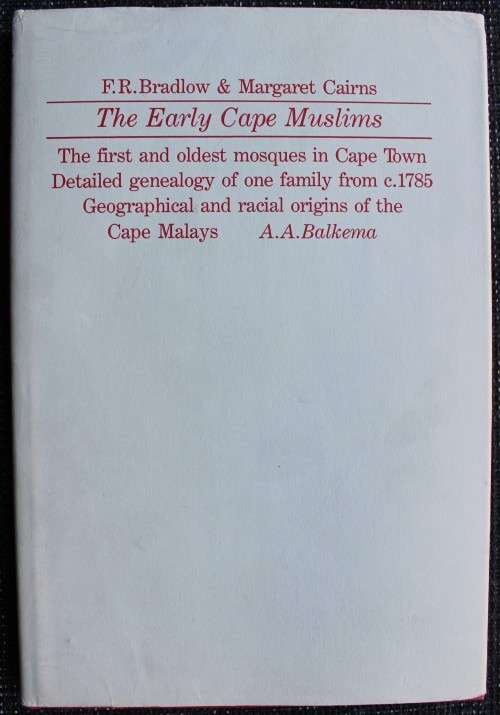 F.R.Bradlow & Margaret Cairns
The Early Cape Muslims
The first and oldest mosques in Cape Town
Detailed genealogy of one family from c.1785
Geographical and racial origins of the
Cape Malays A.A.Balkema